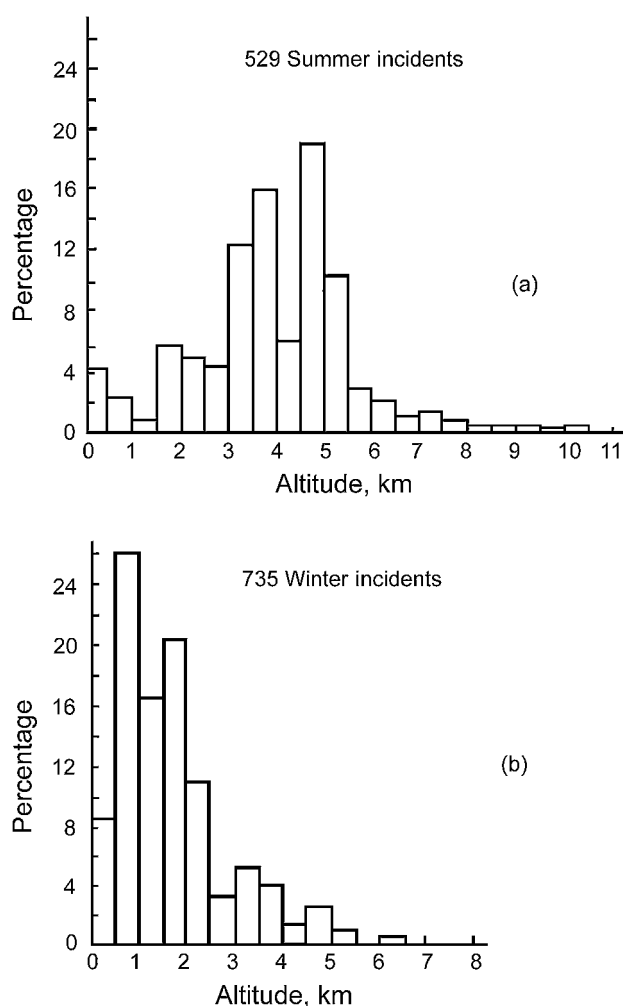 529 Summer incidents
24
20
16
12
8
4
0
Percentage
(a)
0 1 2 3 4 5 6 7 8 9 10 11
Altitude, km
735 Winter incidents
24
20
16
12
8
4
0
Percentage
(b)
0 1 2 3 4 5 6 7 8
Altitude, km